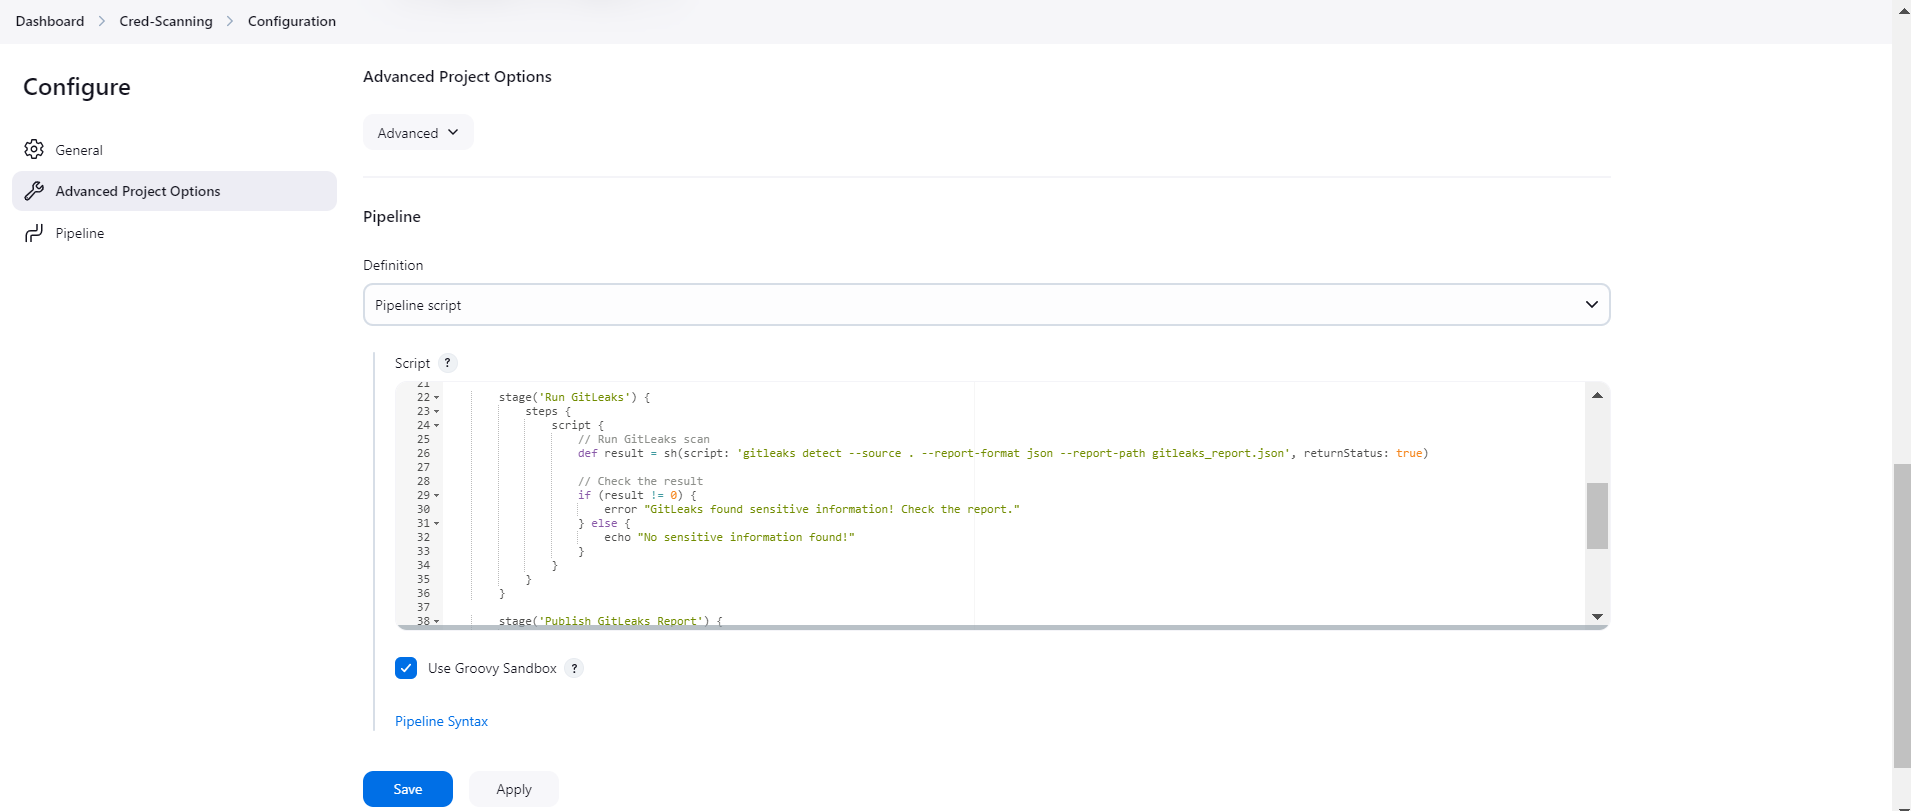 Dashboard > Cred-Scanning > Configuration
Configure
General
Advanced Project Options
Pipeline
Advanced Project Options
Advanced
Pipeline
Definition
Pipeline script
Script ?
21
22 stage('Run GitLeaks') {
23 steps {
24 script {
25 // Run GitLeaks scan
26 def result = sh(script: 'gitleaks detect --source . --report-format json --report-path gitleaks_report.json', returnStatus: true)
27
28 // Check the result
29 if (result != 0) {
30 error "GitLeaks found sensitive information! Check the report."
31 } else {
32 echo "No sensitive information found!"
33 }
34 }
35 }
36 }
37
38 stage('Publish GitLeaks Report') {
Use Groovy Sandbox ?
Pipeline Syntax
Save
Apply